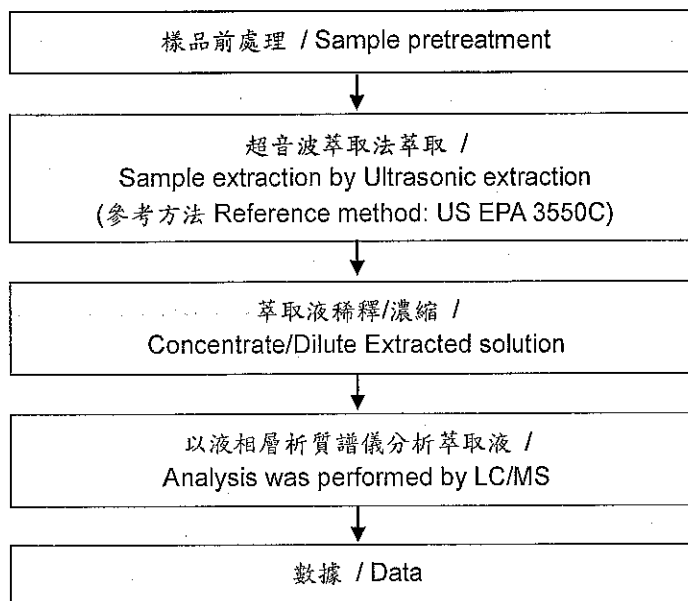 樣品前處理 / Sample pretreatment
超音波萃取法萃取 /
Sample extraction by Ultrasonic extraction
(參考方法 Reference method: US EPA 3550C)
萃取液稀釋/濃縮 /
Concentrate/Dilute Extracted solution
以液相層析質譜儀分析萃取液 /
Analysis was performed by LC/MS
數據 / Data